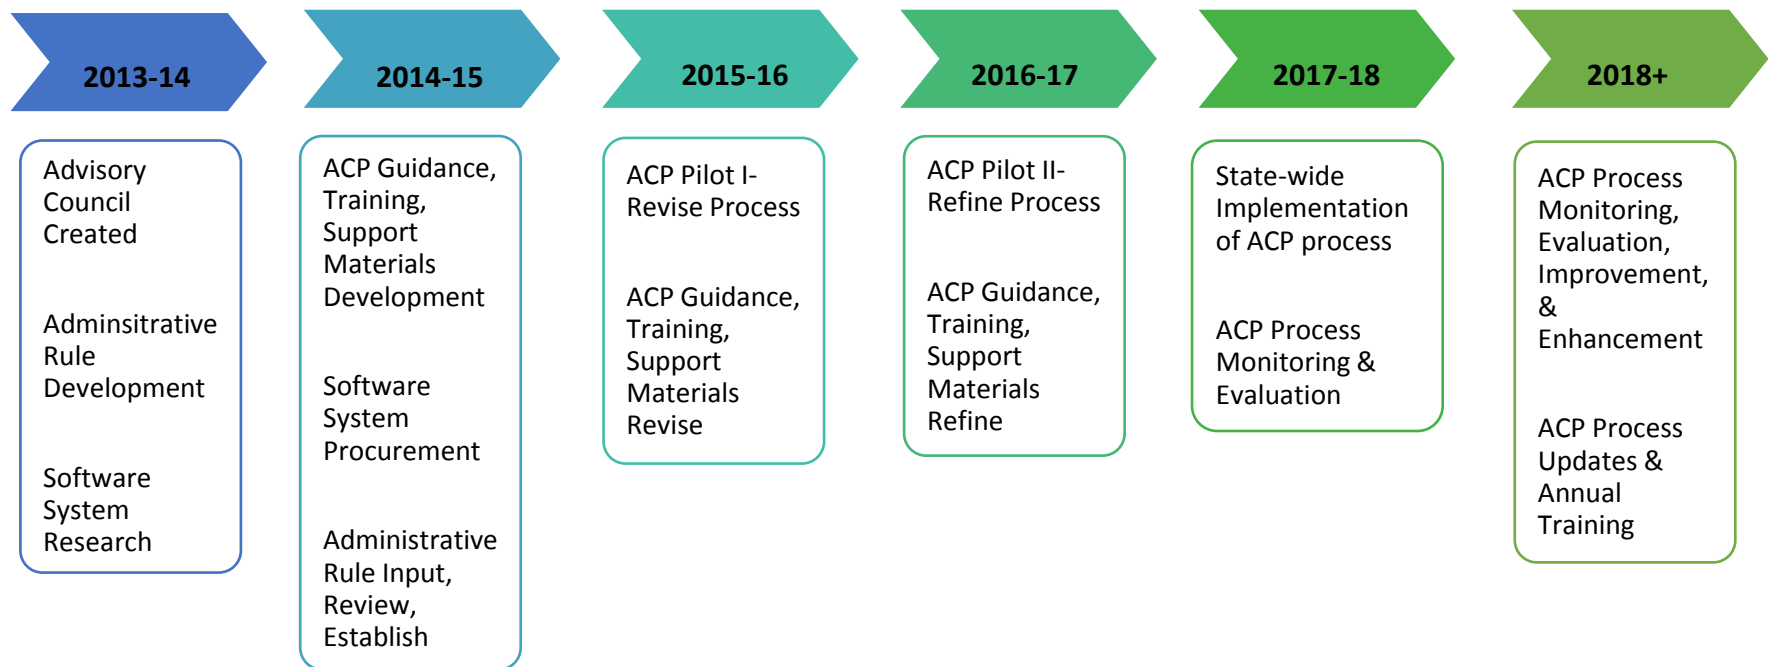 2013-14
2014-15
2015-16
2016-17
2017-18
2018+
Advisory
Council
Created
Adminsitrative
Rule
Development
Software
System
Research
ACP Guidance,
Training,
Support
Materials
Development
Software
System
Procurement
Administrative
Rule Input,
Review,
Establish
ACP Pilot I-
Revise Process
ACP Guidance,
Training,
Support
Materials
Revise
ACP Pilot II-
Refine Process
ACP Guidance,
Training,
Support
Materials
Refine
State-wide
Implementation
of ACP process
ACP Process
Monitoring &
Evaluation
ACP Process
Monitoring,
Evaluation,
Improvement,
&
Enhancement
ACP Process
Updates &
Annual
Training